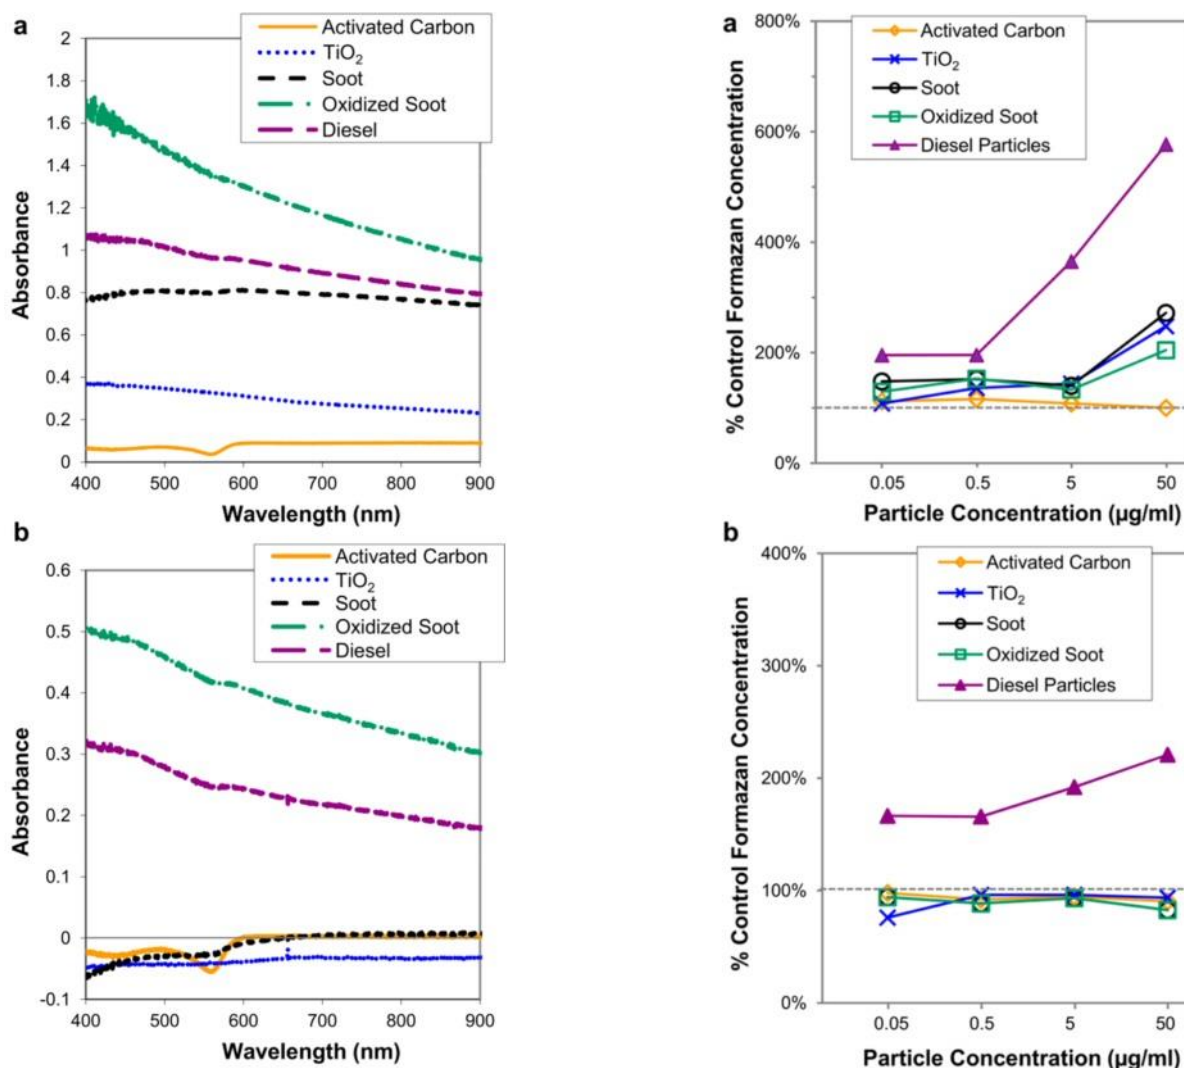 a
Activated Carbon
TiO₂
Soot
Oxidized Soot
Diesel
2
1.8
1.6
1.4
1.2
1
0.8
0.6
0.4
0.2
0
Absorbance
400 500 600 700 800 900
Wavelength (nm)
a
Activated Carbon
TiO₂
Soot
Oxidized Soot
Diesel Particles
800%
600%
400%
200%
0%
% Control Formazan Concentration
0.05 0.5 5 50
Particle Concentration (µg/ml)
b
Activated Carbon
TiO₂
Soot
Oxidized Soot
Diesel
0.6
0.5
0.4
0.3
0.2
0.1
0
-0.1
Absorbance
400 500 600 700 800 900
Wavelength (nm)
b
Activated Carbon
TiO₂
Soot
Oxidized Soot
Diesel Particles
400%
300%
200%
100%
0%
% Control Formazan Concentration
0.05 0.5 5 50
Particle Concentration (µg/ml)